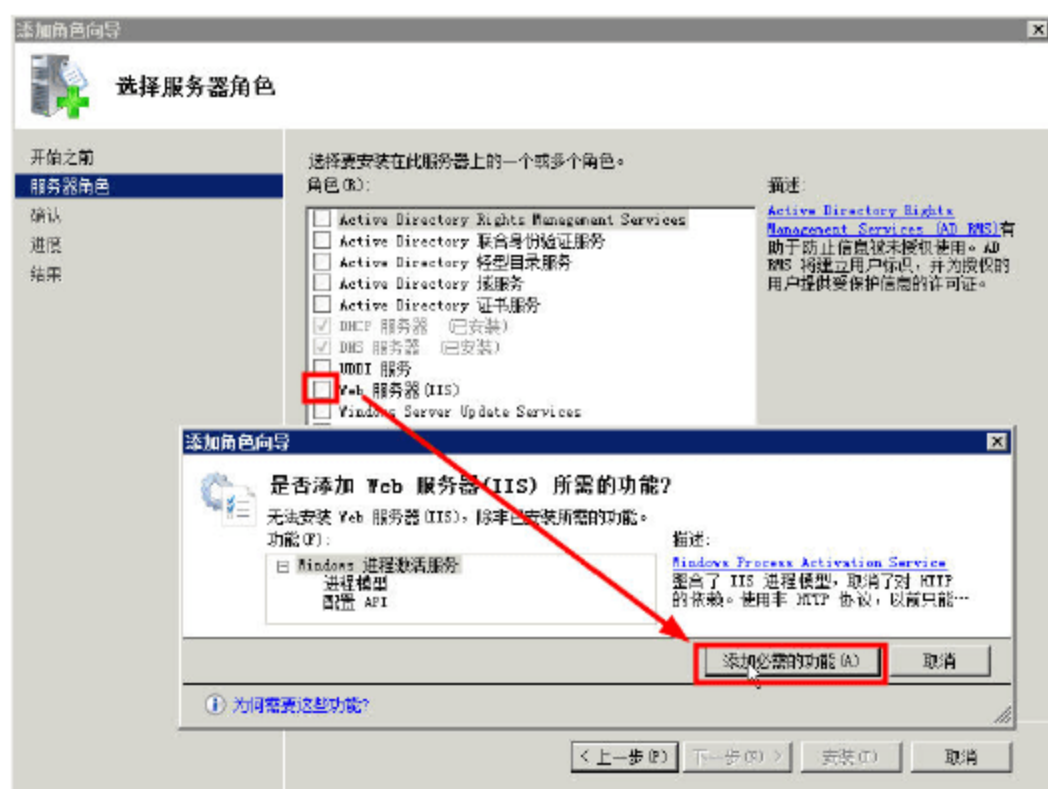 添加角色向导
选择服务器角色
开始之前
服务器角色
确认
进度
结果
选择要安装在此服务器上的一个或多个角色。
角色(R):
Active Directory Rights Management Services
Active Directory 联合身份验证服务
Active Directory 轻型目录服务
Active Directory 域服务
Active Directory 证书服务
DHCP 服务器 (已安装)
DNS 服务器 (已安装)
UDDI 服务
Web 服务器(IIS)
Windows Server Update Services
描述:
Active Directory Rights
Management Services (AD RMS)有
助于防止信息被未授权使用。AD
RMS 将建立用户标识，并为授权的
用户提供受保护信息的许可证。
添加角色向导
是否添加 Web 服务器(IIS) 所需的功能?
无法安装 Web 服务器(IIS)，除非已安装所需的功能。
功能(F):
Windows 进程激活服务
进程模型
配置 API
描述:
Windows Process Activation Service
整合了 IIS 进程模型，取消了对 HTTP
的依赖。使用非 HTTP 协议，以前只能…
添加必需的功能(A)
取消
为何需要这些功能?
< 上一步(P)
下一步(N) >
安装(I)
取消